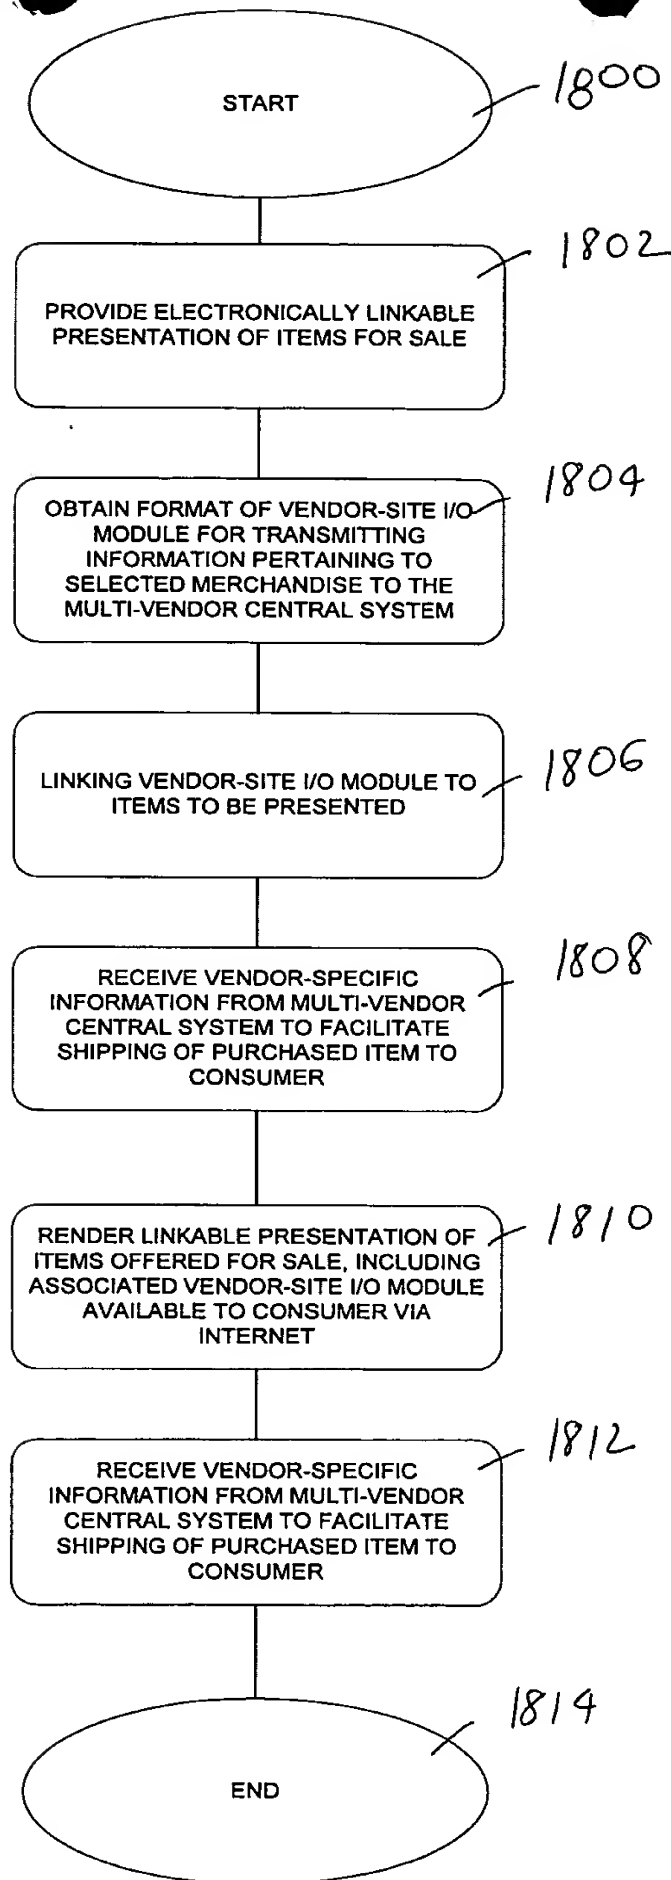 START
1800
1802
PROVIDE ELECTRONICALLY LINKABLE
PRESENTATION OF ITEMS FOR SALE
1804
OBTAIN FORMAT OF VENDOR-SITE I/O
MODULE FOR TRANSMITTING
INFORMATION PERTAINING TO
SELECTED MERCHANDISE TO THE
MULTI-VENDOR CENTRAL SYSTEM
1806
LINKING VENDOR-SITE I/O MODULE TO
ITEMS TO BE PRESENTED
1808
RECEIVE VENDOR-SPECIFIC
INFORMATION FROM MULTI-VENDOR
CENTRAL SYSTEM TO FACILITATE
SHIPPING OF PURCHASED ITEM TO
CONSUMER
1810
RENDER LINKABLE PRESENTATION OF
ITEMS OFFERED FOR SALE, INCLUDING
ASSOCIATED VENDOR-SITE I/O MODULE
AVAILABLE TO CONSUMER VIA
INTERNET
1812
RECEIVE VENDOR-SPECIFIC
INFORMATION FROM MULTI-VENDOR
CENTRAL SYSTEM TO FACILITATE
SHIPPING OF PURCHASED ITEM TO
CONSUMER
1814
END